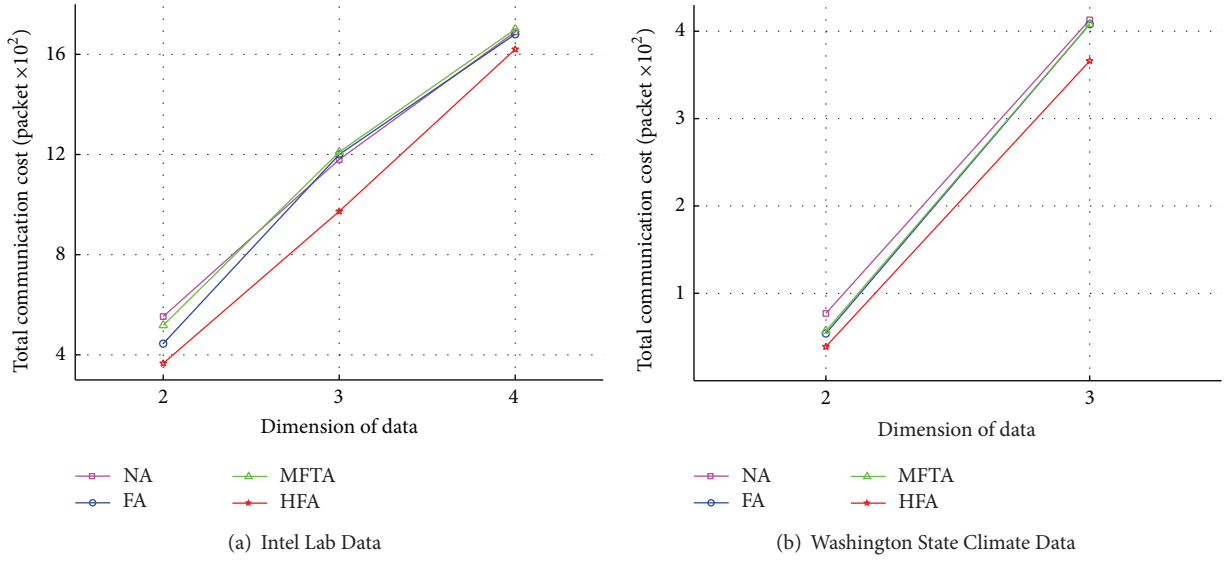 Total communication cost (packet ×10²)
16
12
8
4
2
3
4
Dimension of data
NA
MFTA
FA
HFA
(a) Intel Lab Data
Total communication cost (packet ×10²)
4
3
2
1
2
3
Dimension of data
NA
MFTA
FA
HFA
(b) Washington State Climate Data